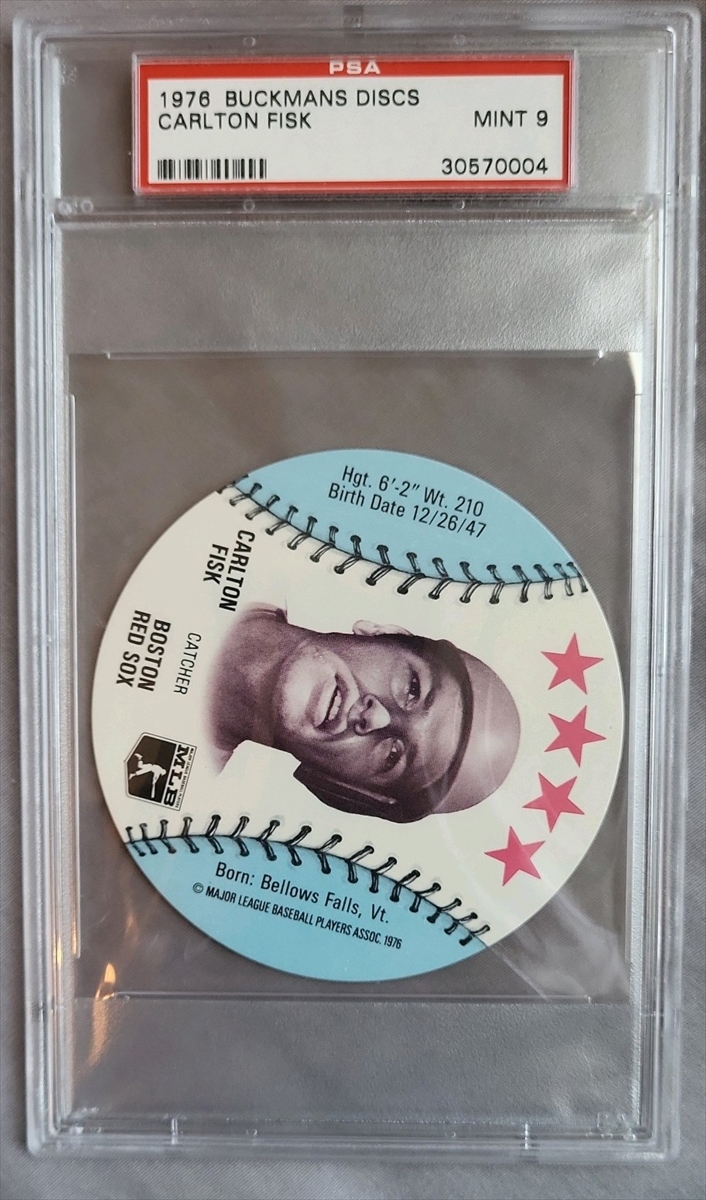 PSA
1976 BUCKMANS DISCS
CARLTON FISK
MINT 9
30570004
Hgt. 6'-2" Wt. 210
Birth Date 12/26/47
CARLTON
FISK
CATCHER
BOSTON
RED SOX
MLB
Born: Bellows Falls, Vt.
© MAJOR LEAGUE BASEBALL PLAYERS ASSOC. 1976